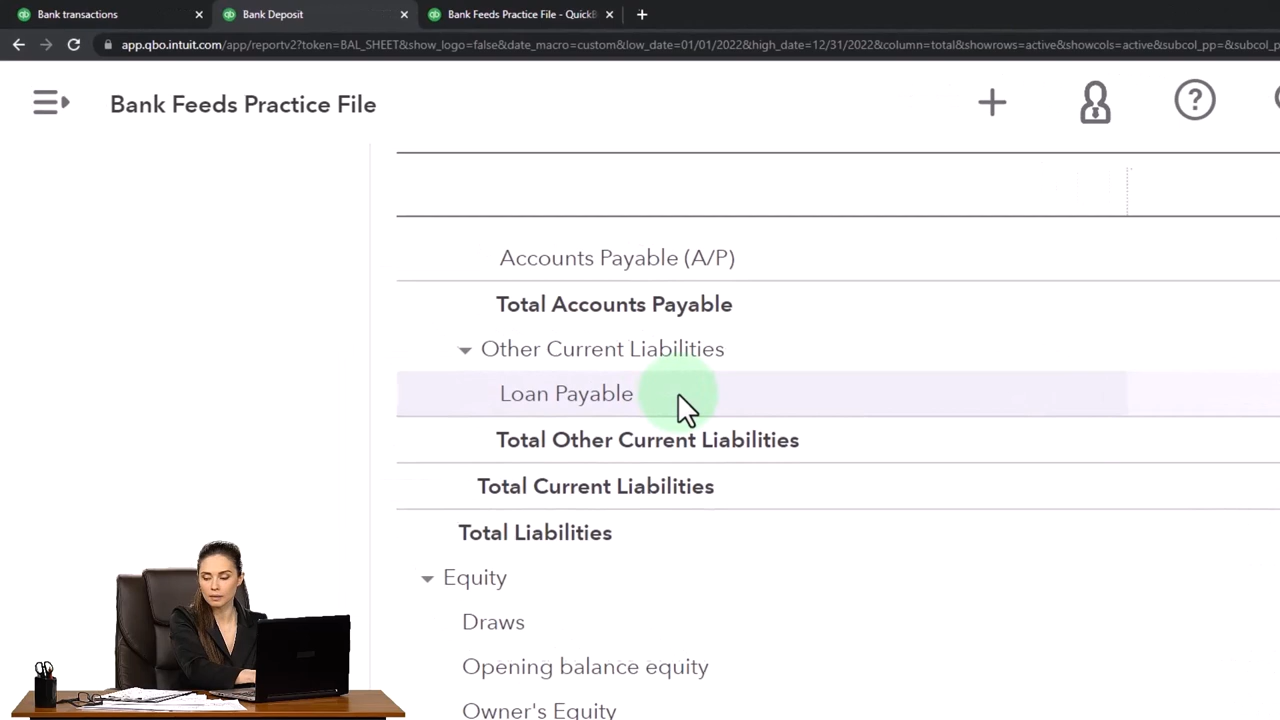 Bank transactions
Bank Deposit
Bank Feeds Practice File - QuickB
app.qbo.intuit.com/app/reportv2?token=BAL_SHEET&show_logo=false&date_macro=custom&low_date=01/01/2022&high_date=12/31/2022&column=total&showrows=active&showcols=active&subcol_pp=&subcol_
Bank Feeds Practice File
Accounts Payable (A/P)
Total Accounts Payable
Other Current Liabilities
Loan Payable
Total Other Current Liabilities
Total Current Liabilities
Total Liabilities
Equity
Draws
Opening balance equity
Owner's Equity